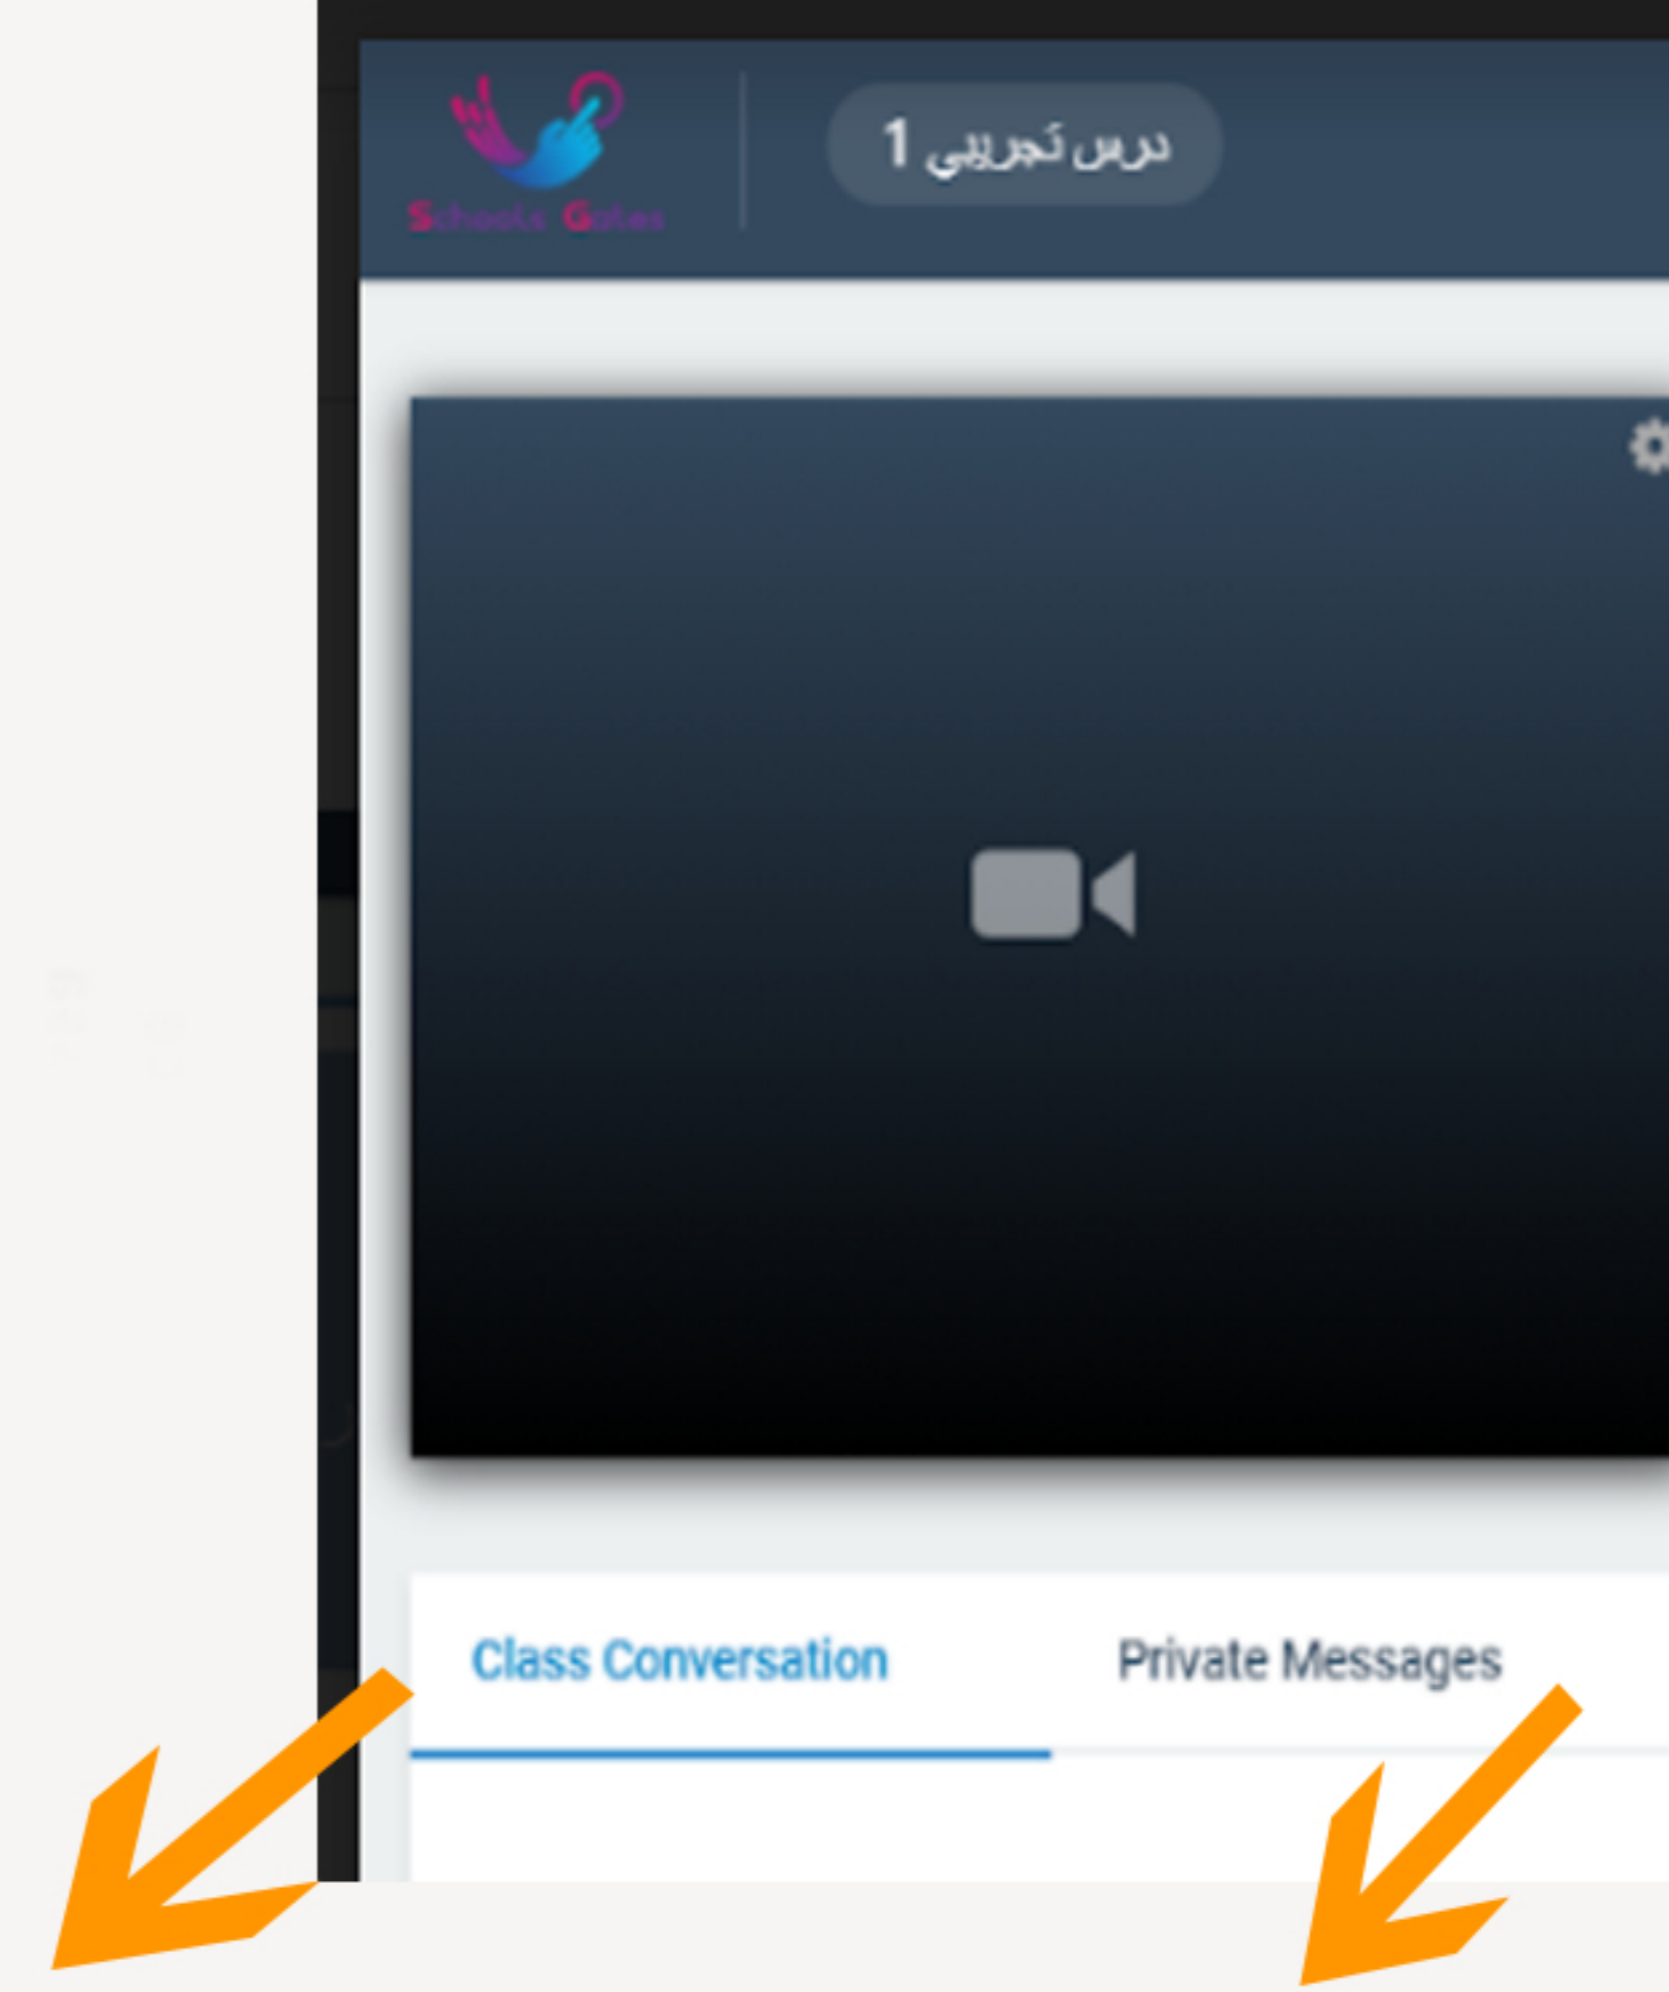 درس تجريبي 1
Schools Gates
Class Conversation
Private Messages